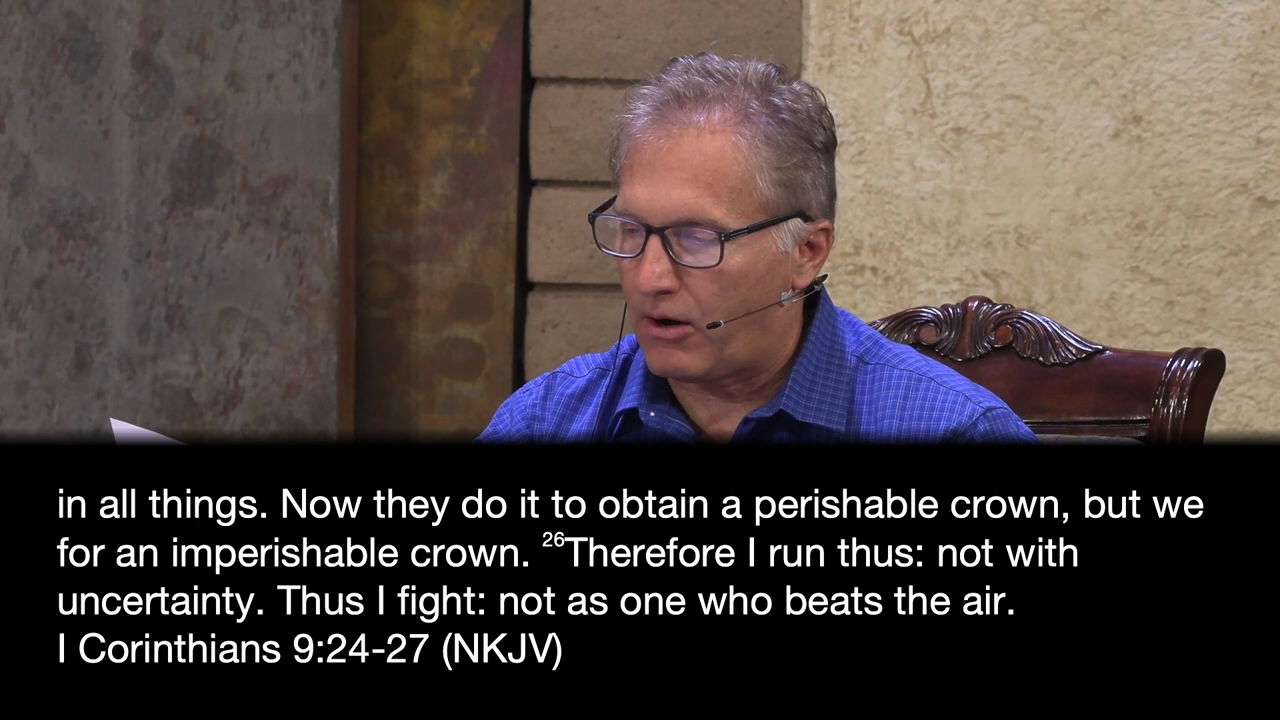 in all things. Now they do it to obtain a perishable crown, but we
for an imperishable crown. 26Therefore I run thus: not with
uncertainty. Thus I fight: not as one who beats the air.
I Corinthians 9:24-27 (NKJV)